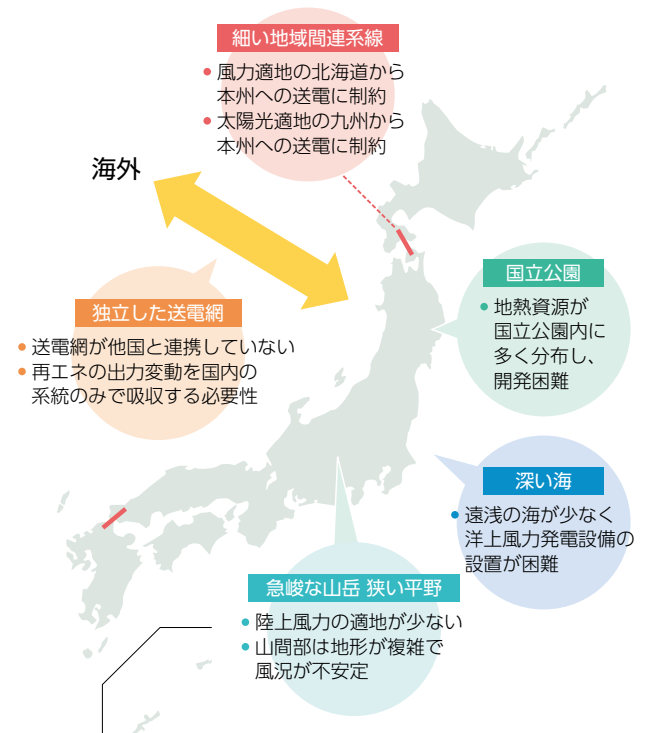 細い地域間連系線
• 風力適地の北海道から
本州への送電に制約
• 太陽光適地の九州から
本州への送電に制約
海外
国立公園
• 地熱資源が
国立公園内に
多く分布し、
開発困難
独立した送電網
• 送電網が他国と連携していない
• 再エネの出力変動を国内の
系統のみで吸収する必要性
深い海
• 遠浅の海が少なく
洋上風力発電設備の
設置が困難
急峻な山岳 狭い平野
• 陸上風力の適地が少ない
• 山間部は地形が複雑で
風況が不安定